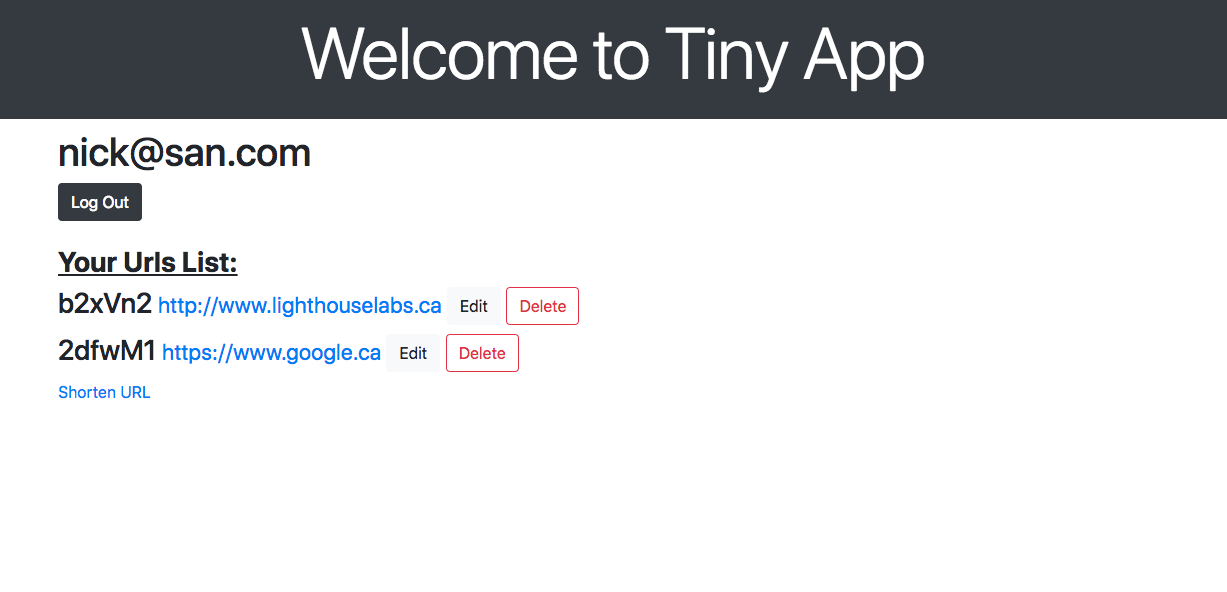 Welcome to Tiny App
nick@san.com
Log Out
Your Urls List:
b2xVn2 http://www.lighthouselabs.ca Edit Delete
2dfwM1 https://www.google.ca Edit Delete
Shorten URL